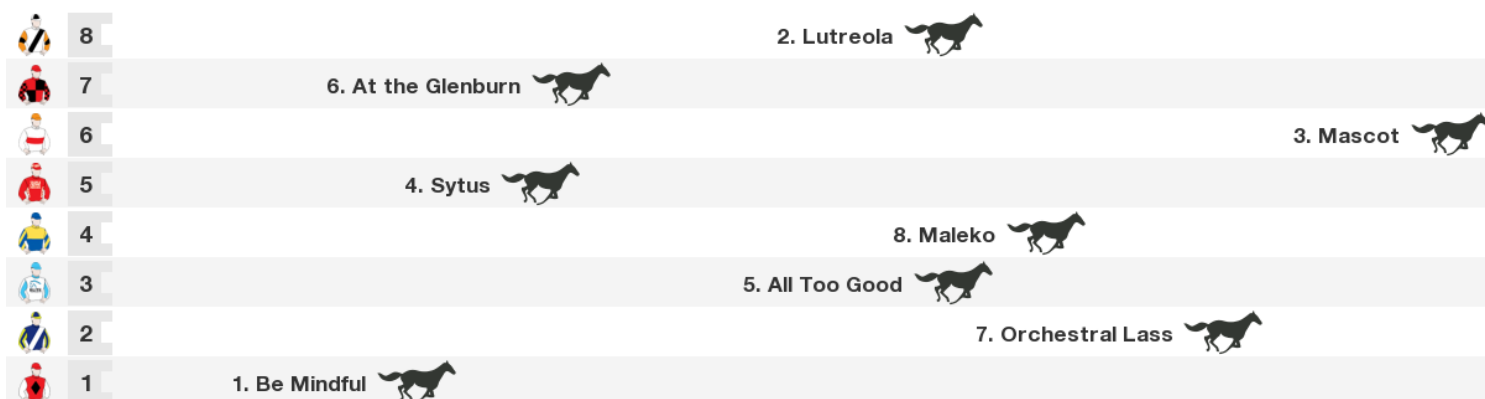 8 2. Lutreola
7 6. At the Glenburn
6 3. Mascot
5 4. Sytus
4 8. Maleko
3 5. All Too Good
2 7. Orchestral Lass
1 1. Be Mindful